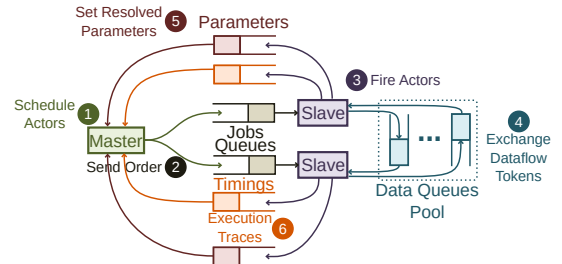 Set Resolved
Parameters
5
Parameters
3
Fire Actors
Schedule
Actors
1
Slave
4
Exchange
Dataflow
Tokens
...
Master
Jobs
Queues
Send Order
2
Slave
Timings
Data Queues
Pool
Execution
Traces
6